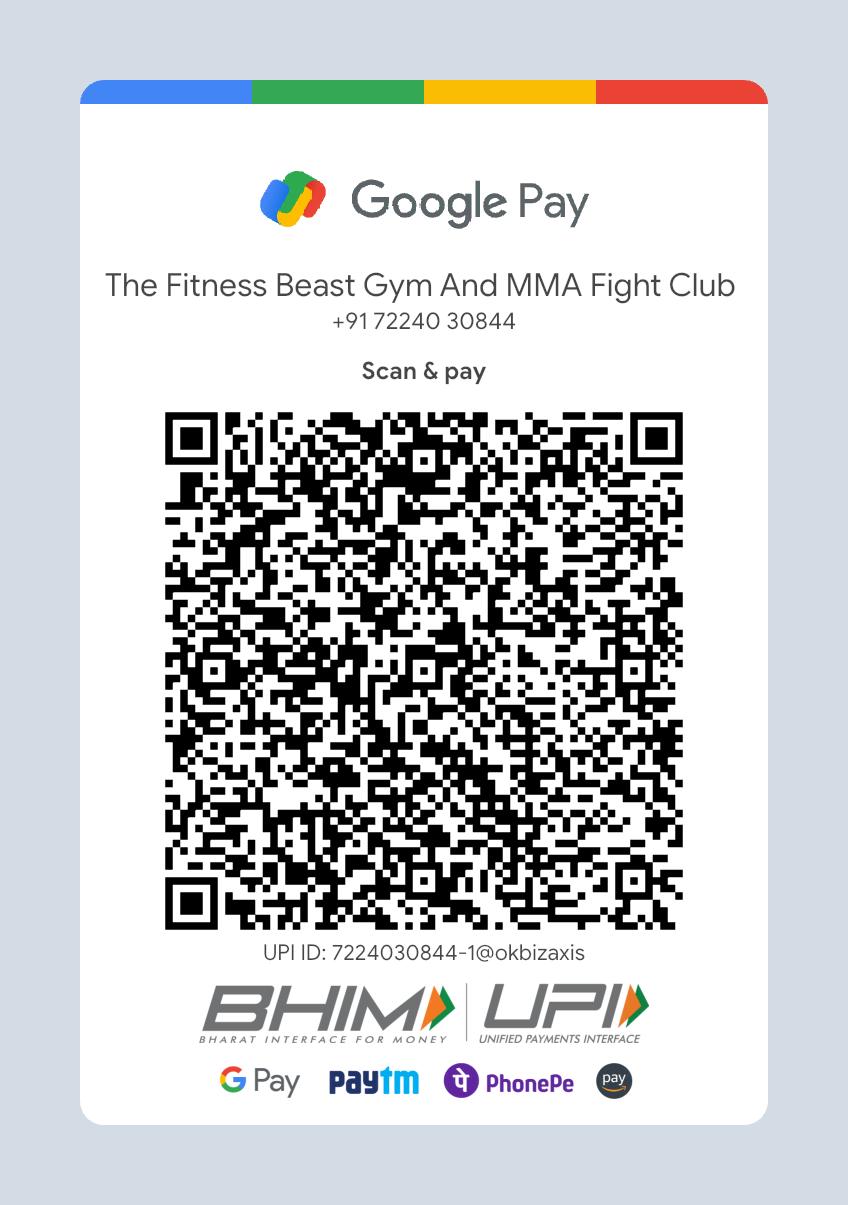 Google Pay
The Fitness Beast Gym And MMA Fight Club
+91 72240 30844
Scan & pay
UPI ID: 7224030844-1@okbizaxis
BHIM UPI
BHARAT INTERFACE FOR MONEY UNIFIED PAYMENTS INTERFACE
G Pay paytm पे PhonePe pay